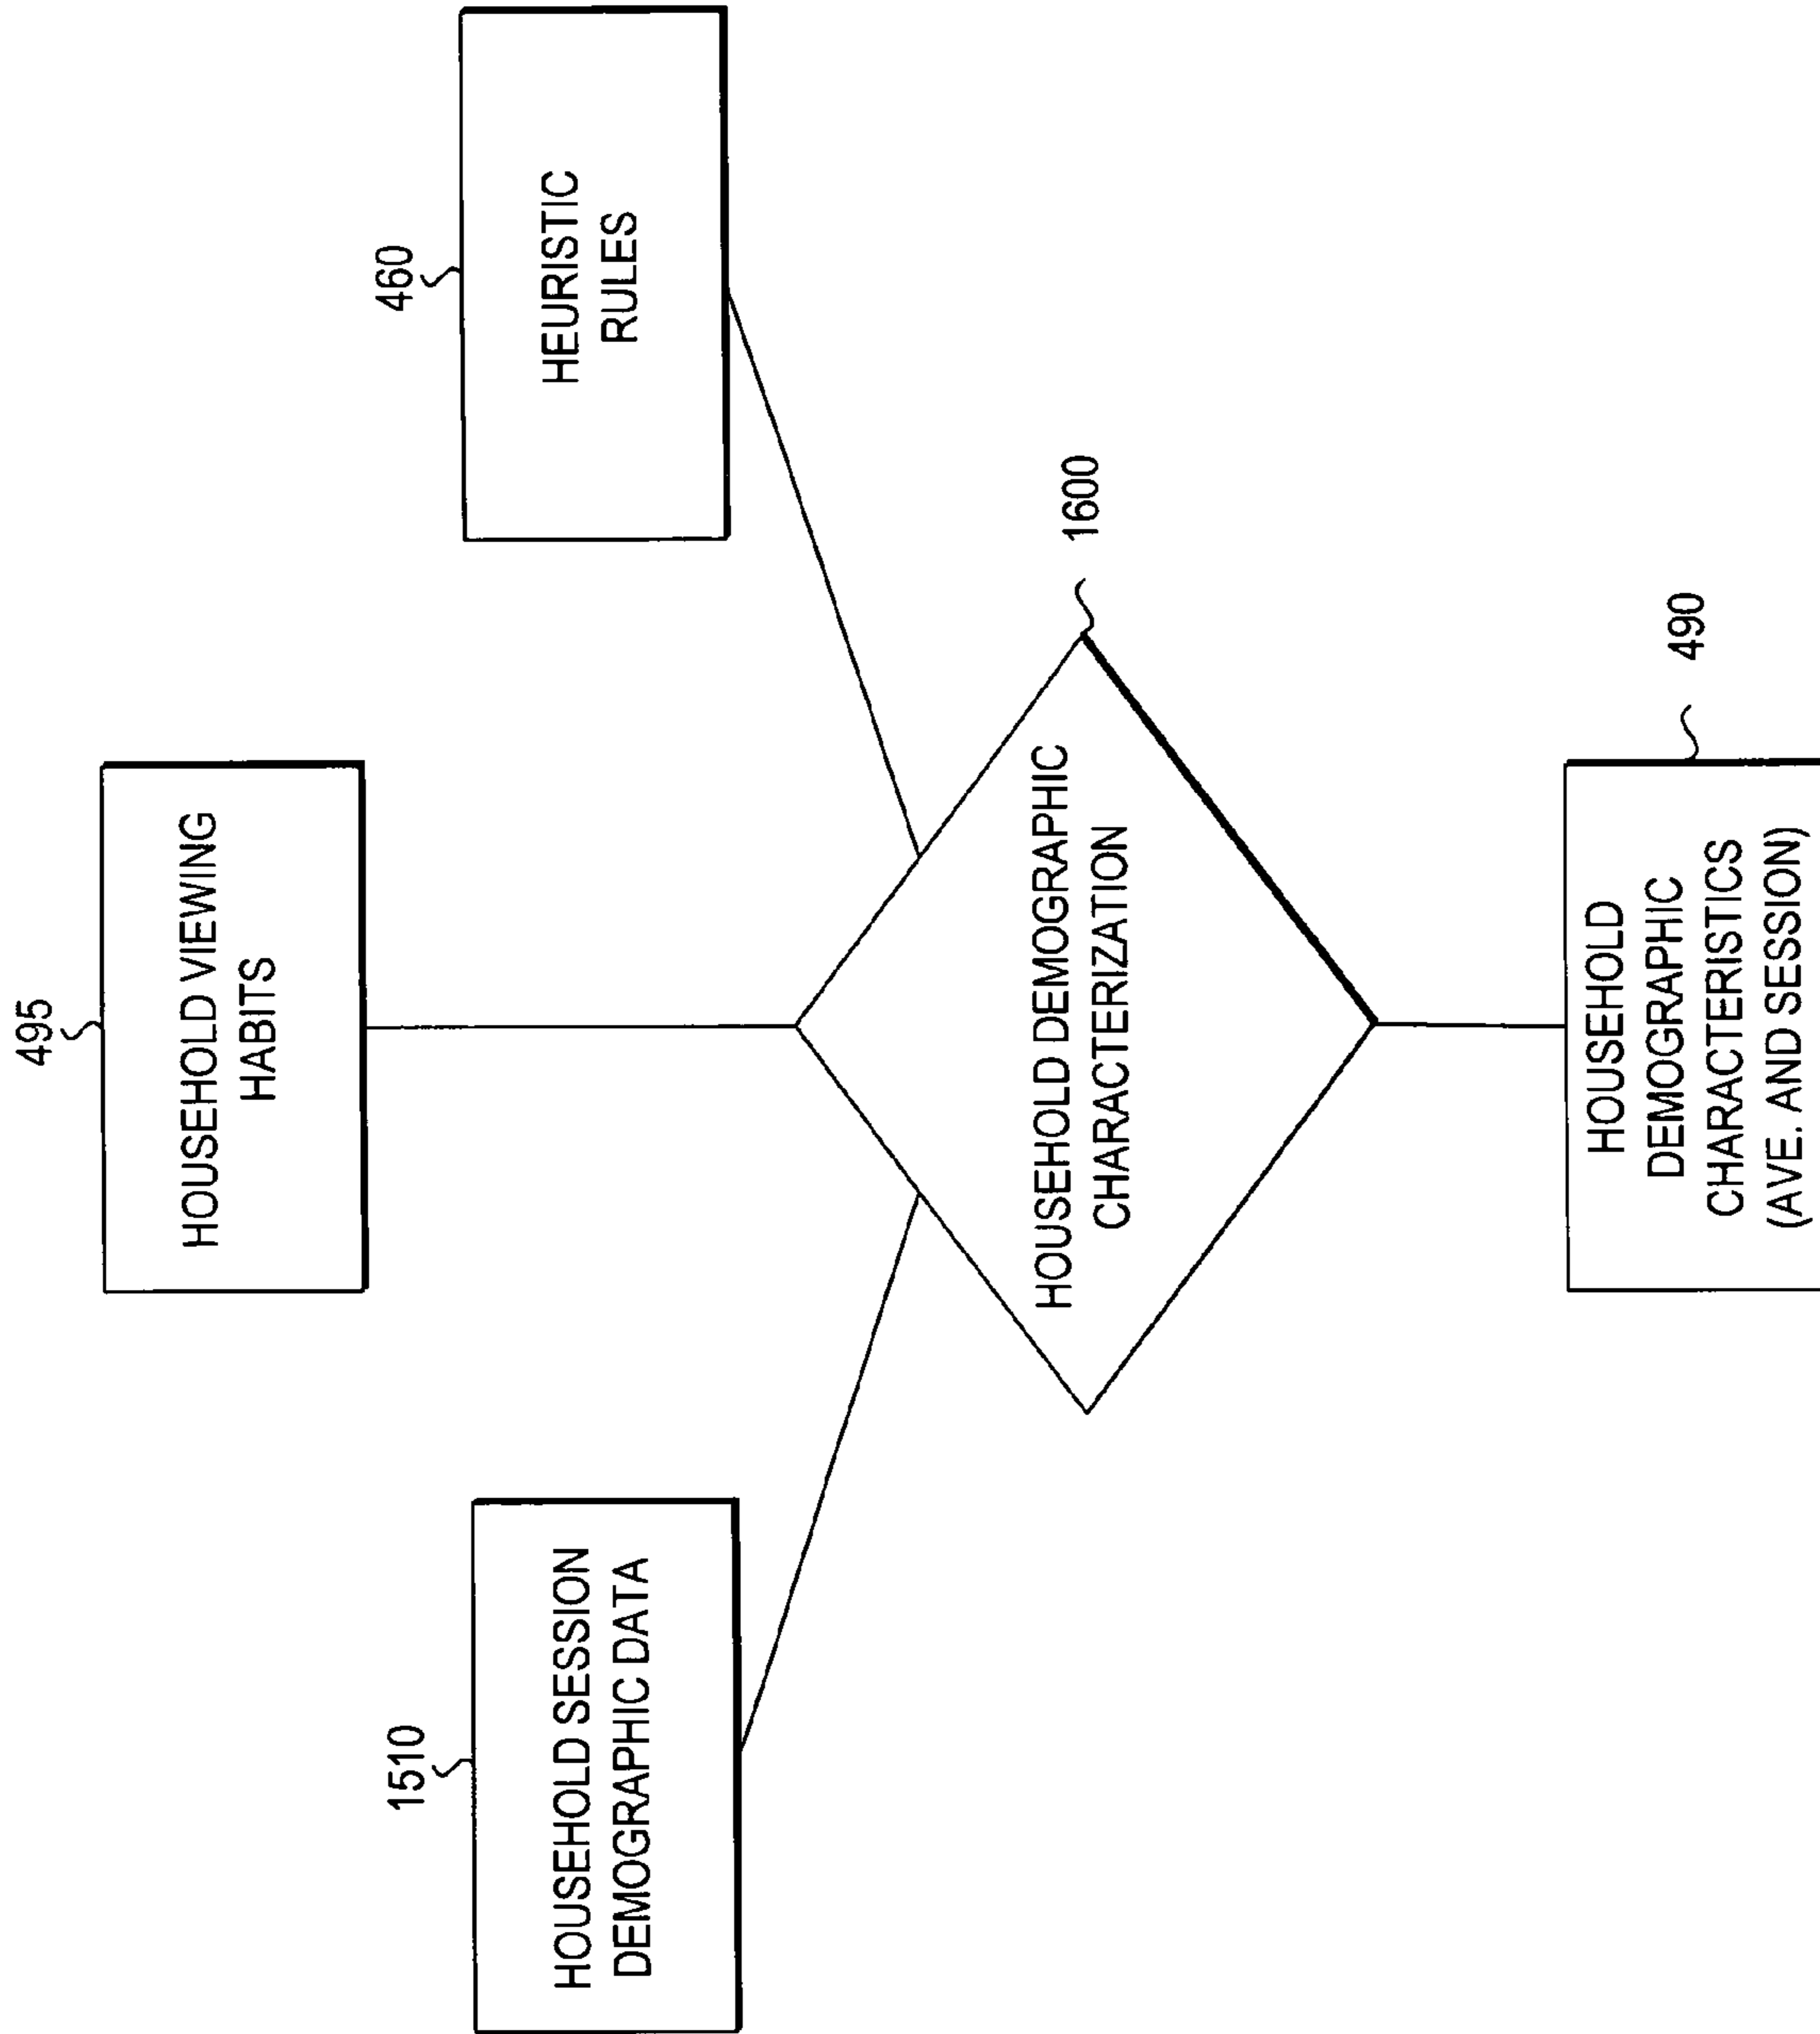 495
HOUSEHOLD VIEWING
HABITS
1510
HOUSEHOLD SESSION
DEMOGRAPHIC DATA
460
HEURISTIC
RULES
1600
HOUSEHOLD DEMOGRAPHIC
CHARACTERIZATION
490
HOUSEHOLD
DEMOGRAPHIC
CHARACTERISTICS
(AVE. AND SESSION)